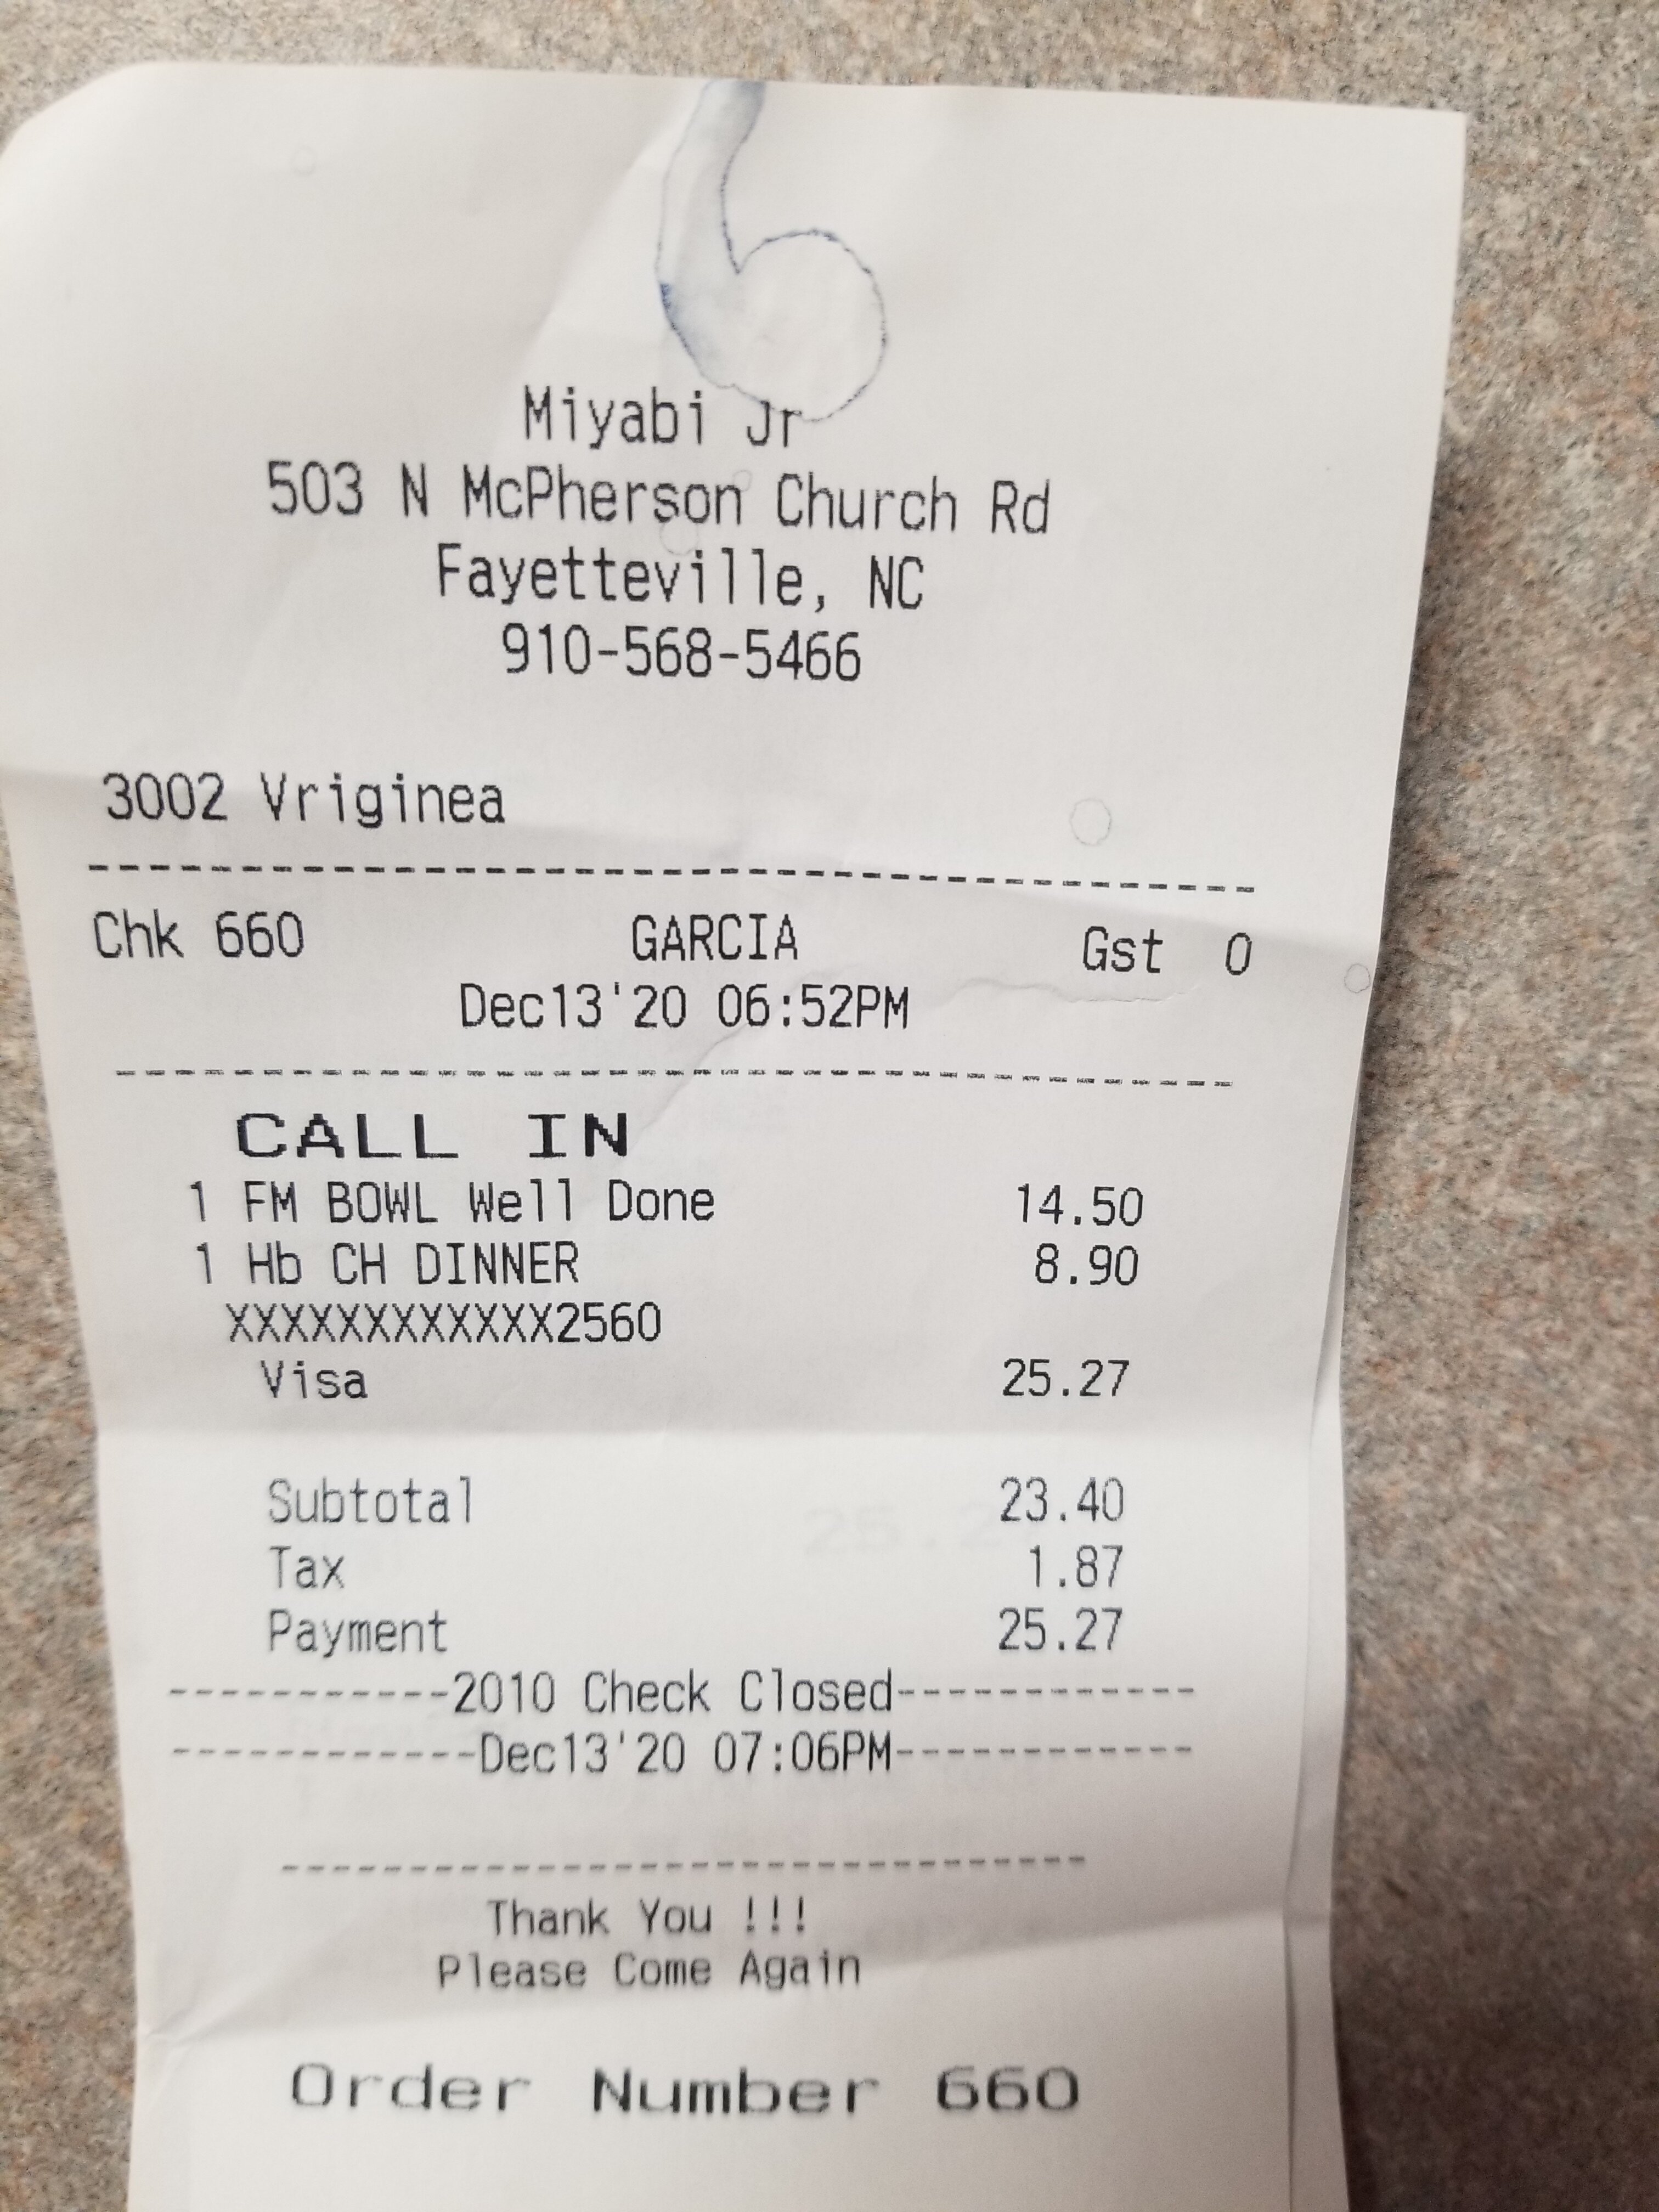 Miyabi Jr
503 N McPherson Church Rd
Fayetteville, NC
910-568-5466
3002 Vriginea
----------------------------------------
Chk 660 GARCIA Gst 0
Dec13'20 06:52PM
----------------------------------------
CALL IN
1 FM BOWL Well Done 14.50
1 Hb CH DINNER 8.90
XXXXXXXXXXXX2560
Visa 25.27
Subtotal 23.40
Tax 1.87
Payment 25.27
-----------2010 Check Closed------------
------------Dec13'20 07:06PM------------
--------------------------------
Thank You !!!
Please Come Again
Order Number 660